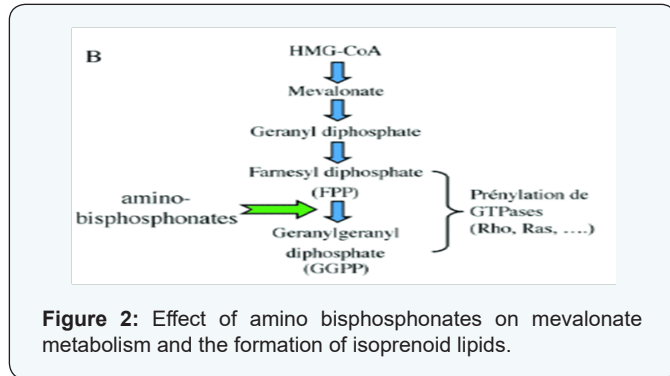 B
HMG-CoA
Mevalonate
Geranyl diphosphate
Farnesyl diphosphate
(FPP)
amino-
bisphosphonates
Geranylgeranyl
diphosphate
(GGPP)
Prénylation de
GTPases
(Rho, Ras, ....)
Figure 2: Effect of amino bisphosphonates on mevalonate
metabolism and the formation of isoprenoid lipids.